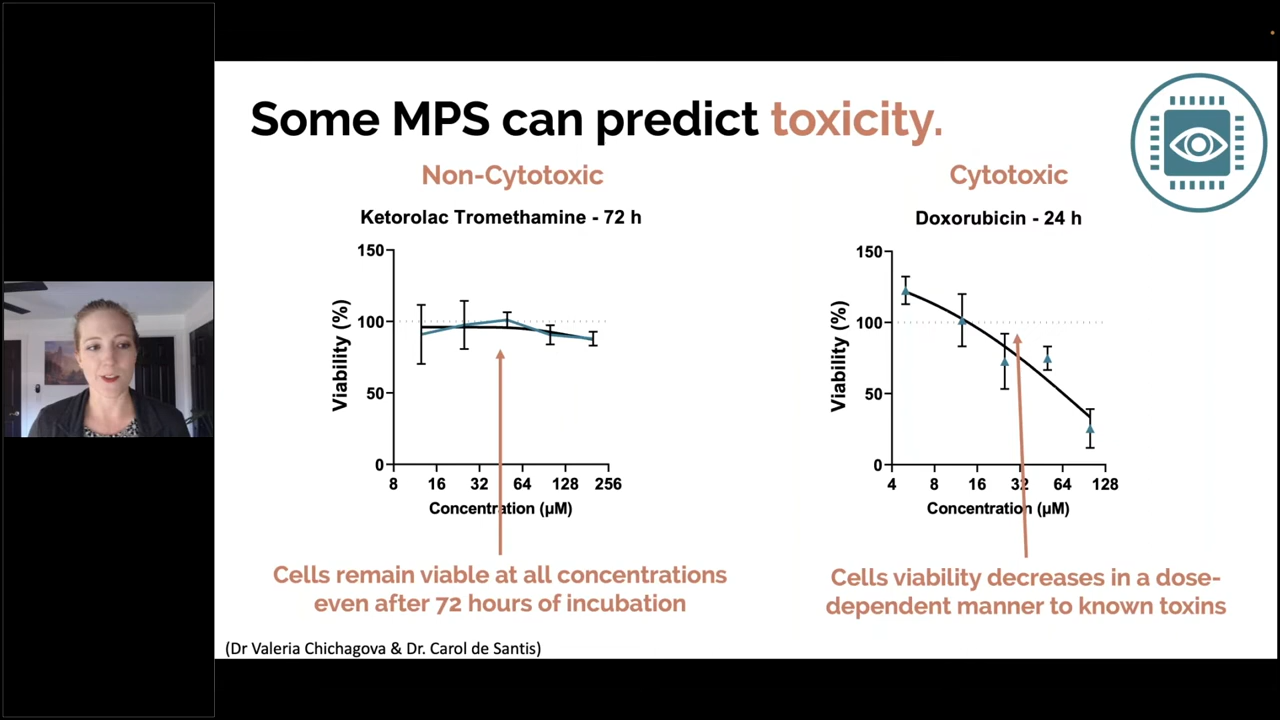 Some MPS can predict toxicity.
Non-Cytotoxic
Ketorolac Tromethamine - 72 h
150
100
50
0
Viability (%)
8 16 32 64 128 256
Concentration (µM)
Cells remain viable at all concentrations
even after 72 hours of incubation
Cytotoxic
Doxorubicin - 24 h
150
100
50
0
Viability (%)
4 8 16 32 64 128
Concentration (µM)
Cells viability decreases in a dose-
dependent manner to known toxins
(Dr Valeria Chichagova & Dr. Carol de Santis)